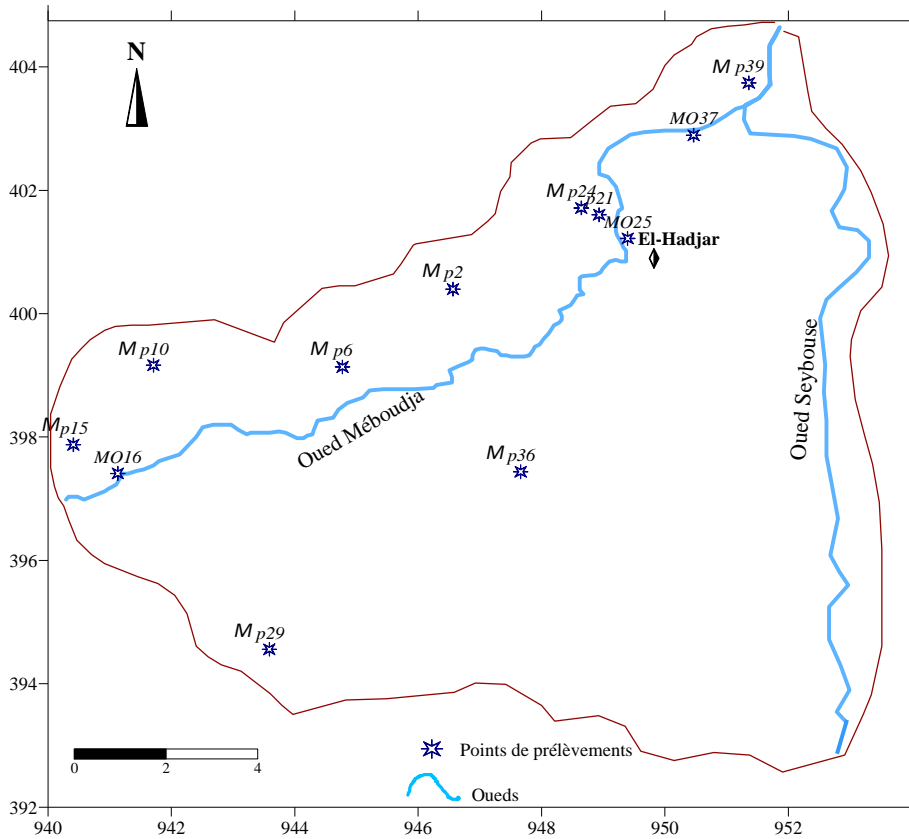 404
402
400
398
396
394
392
940
942
944
946
948
950
952
N
M p39
MO37
M p24
p21
MO25
El-Hadjar
M p2
M p10
M p6
M p15
MO16
M p36
M p29
Oued Méboudja
Oued Seybouse
0
2
4
Points de prélèvements
Oueds